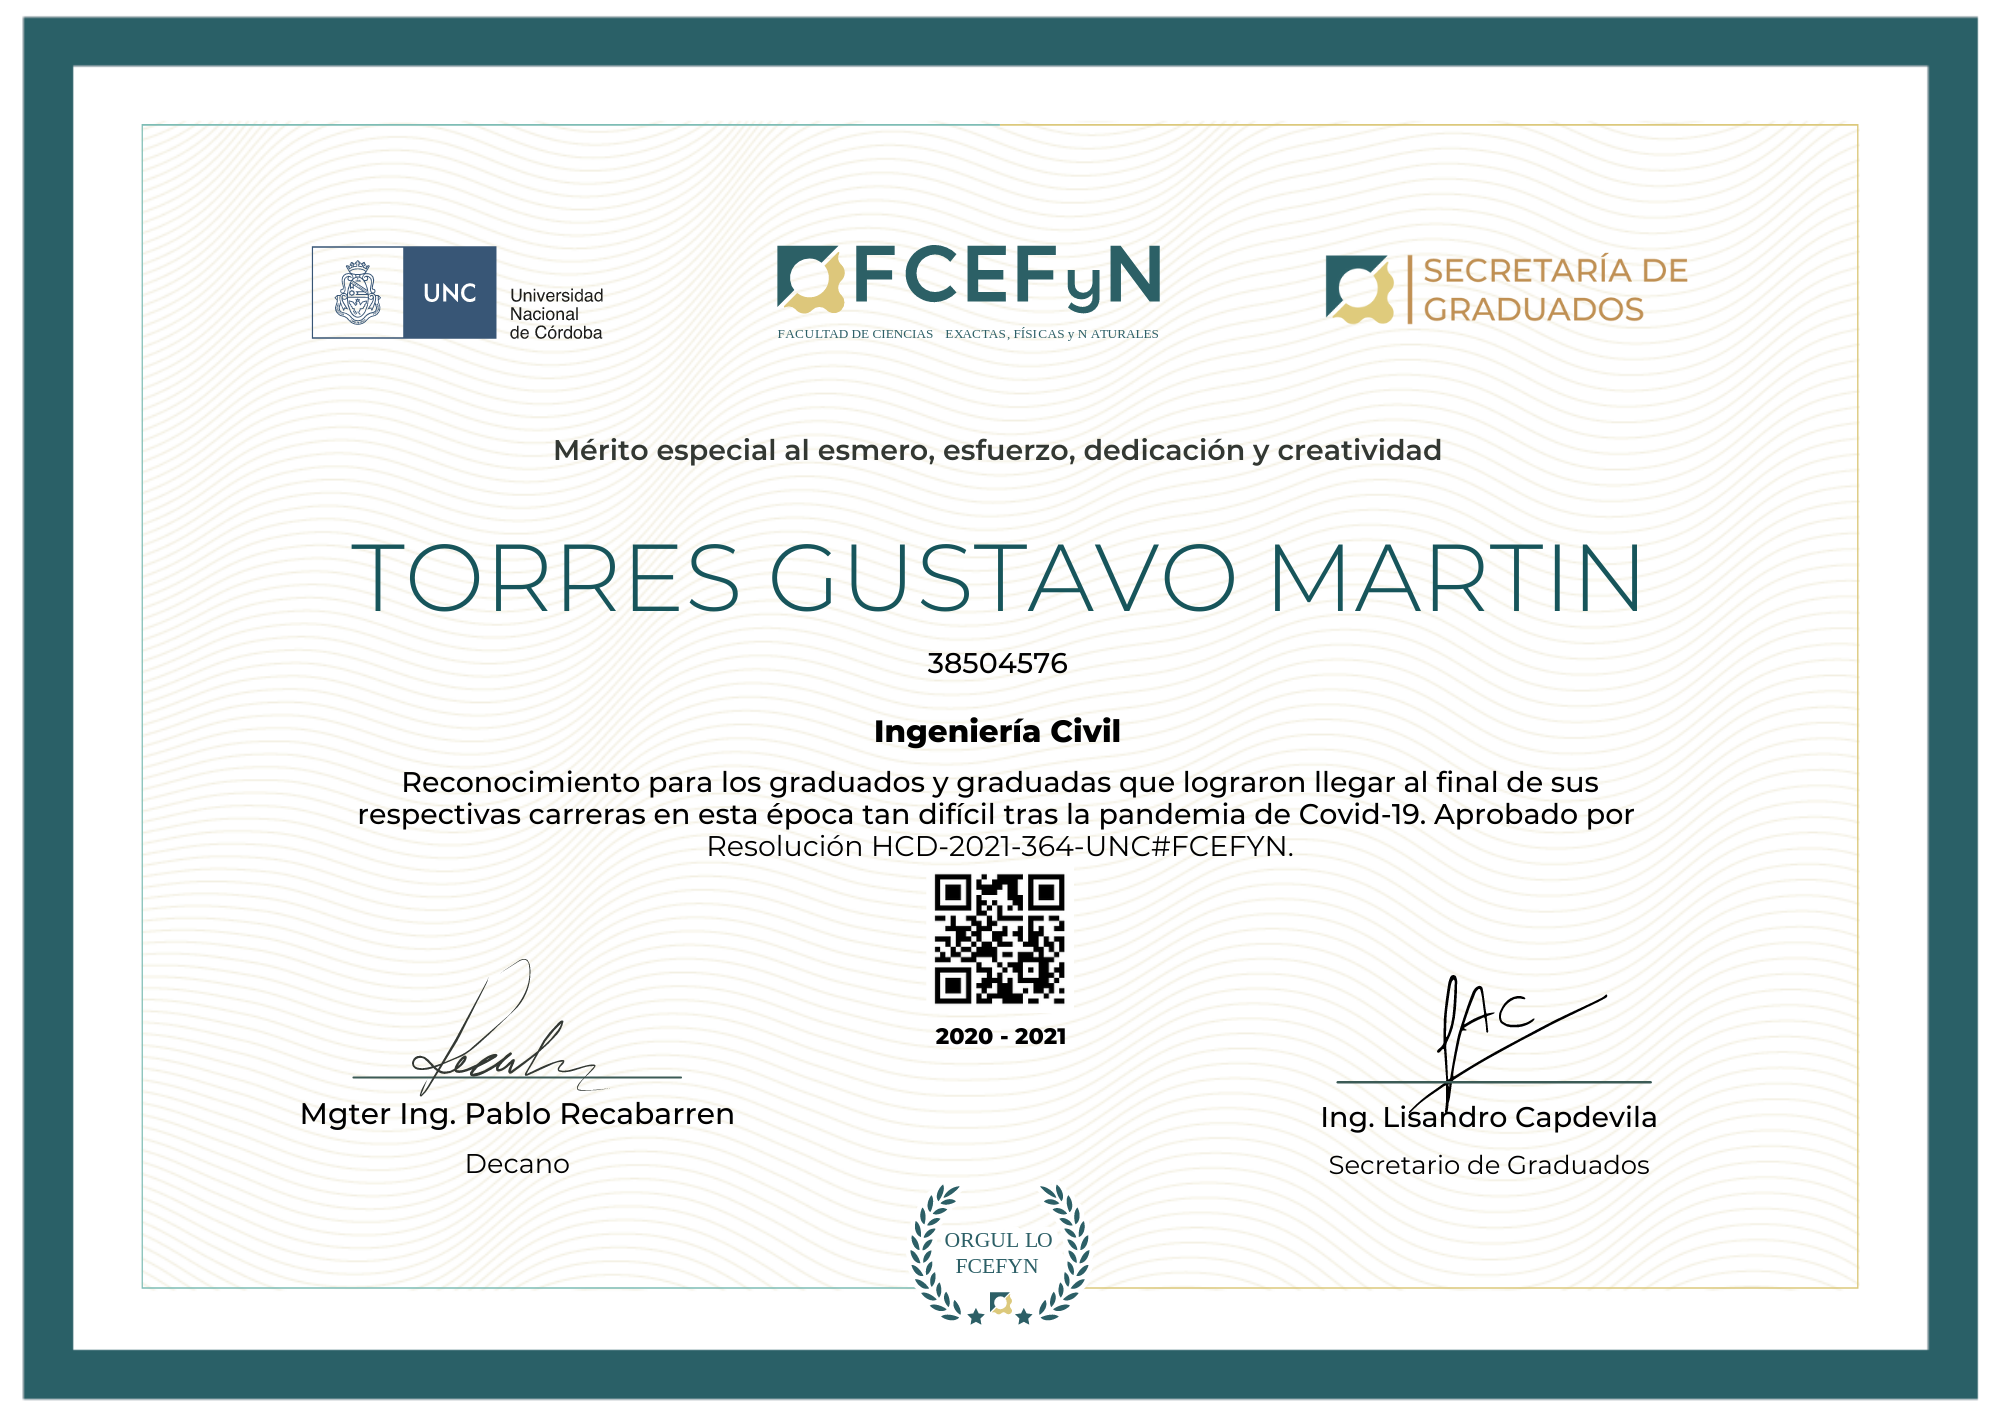 UNC
Universidad
Nacional
de Córdoba
FCEFyN
FACULTAD DE CIENCIAS EXACTAS, FÍSICAS y N ATURALES
SECRETARÍA DE
GRADUADOS
Mérito especial al esmero, esfuerzo, dedicación y creatividad
TORRES GUSTAVO MARTIN
38504576
Ingeniería Civil
Reconocimiento para los graduados y graduadas que lograron llegar al final de sus
respectivas carreras en esta época tan difícil tras la pandemia de Covid-19. Aprobado por
Resolución HCD-2021-364-UNC#FCEFYN.
2020 - 2021
Mgter Ing. Pablo Recabarren
Decano
Ing. Lisandro Capdevila
Secretario de Graduados
ORGUL LO
FCEFYN